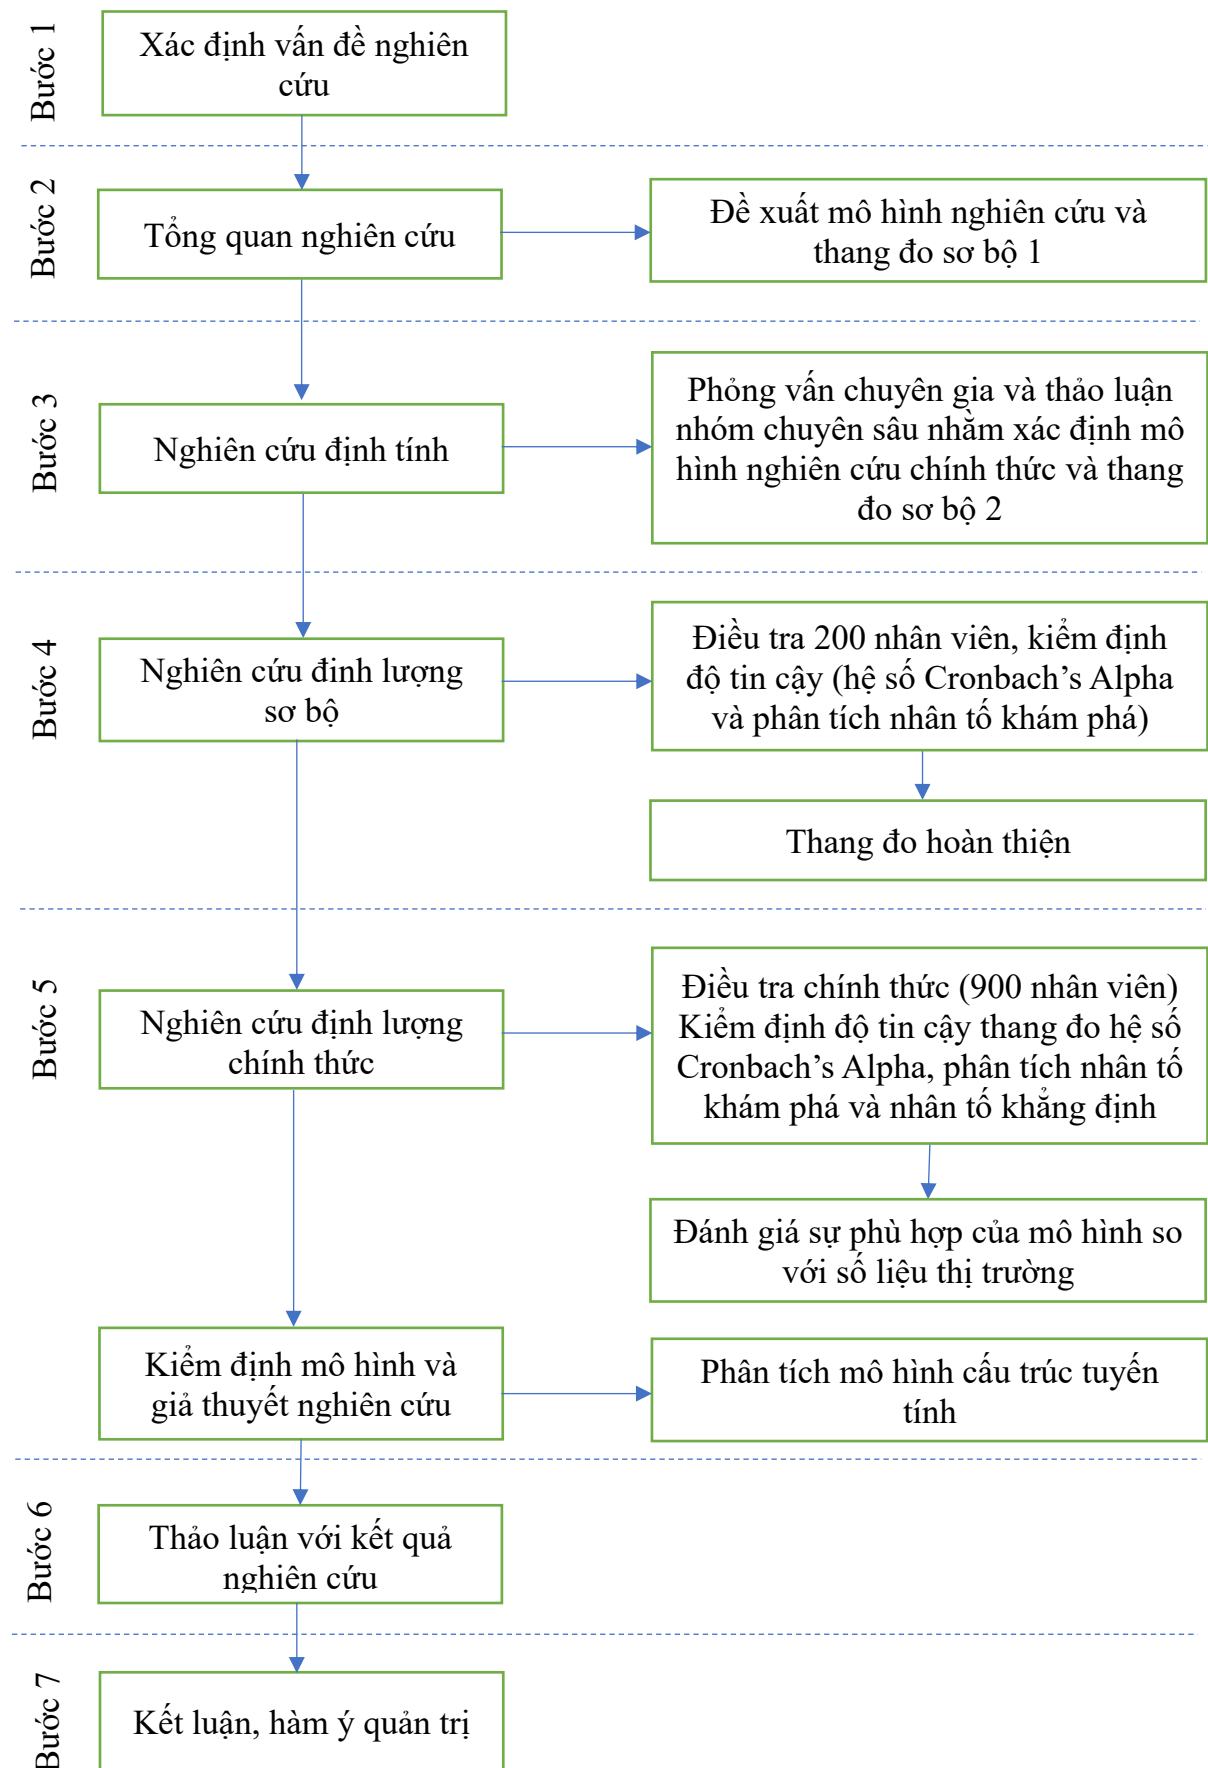 Bước 1
Xác định vấn đề nghiên
cứu
Bước 2
Tổng quan nghiên cứu
Đề xuất mô hình nghiên cứu và
thang đo sơ bộ 1
Bước 3
Nghiên cứu định tính
Phỏng vấn chuyên gia và thảo luận
nhóm chuyên sâu nhằm xác định mô
hình nghiên cứu chính thức và thang
đo sơ bộ 2
Bước 4
Nghiên cứu đinh lượng
sơ bộ
Điều tra 200 nhân viên, kiểm định
độ tin cậy (hệ số Cronbach’s Alpha
và phân tích nhân tố khám phá)
Thang đo hoàn thiện
Bước 5
Nghiên cứu định lượng
chính thức
Điều tra chính thức (900 nhân viên)
Kiểm định độ tin cậy thang đo hệ số
Cronbach’s Alpha, phân tích nhân tố
khám phá và nhân tố khẳng định
Đánh giá sự phù hợp của mô hình so
với số liệu thị trường
Kiểm định mô hình và
giả thuyết nghiên cứu
Phân tích mô hình cấu trúc tuyến
tính
Bước 6
Thảo luận với kết quả
nghiên cứu
Bước 7
Kết luận, hàm ý quản trị